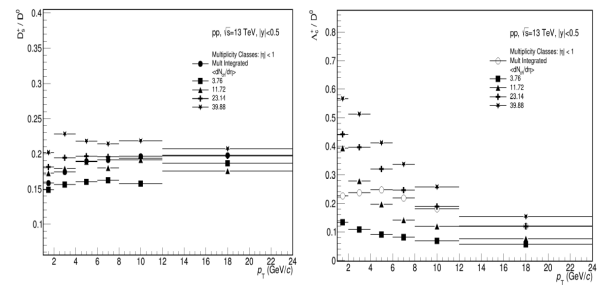 D_s^+ / D^0
pp, √s=13 TeV, |y|<0.5
Multiplicity Classes: |η| < 1
Mult Integrated
<dN_ch/dη>
3.76
11.72
23.14
39.88
0.4
0.35
0.3
0.25
0.2
0.15
0.1
2 4 6 8 10 12 14 16 18 20 22 24
p_T (GeV/c)
Λ_c^+ / D^0
pp, √s=13 TeV, |y|<0.5
Multiplicity Classes: |η| < 1
Mult Integrated
<dN_ch/dη>
3.76
11.72
23.14
39.88
0.8
0.7
0.6
0.5
0.4
0.3
0.2
0.1
0
2 4 6 8 10 12 14 16 18 20 22 24
p_T (GeV/c)